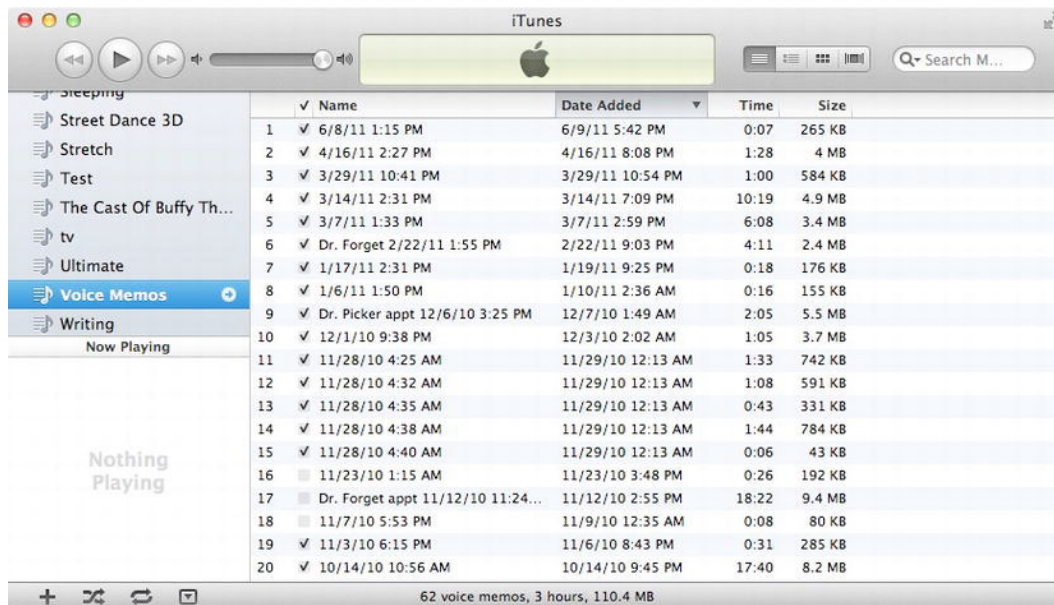 iTunes
Search M...
Sleeping
Street Dance 3D
Stretch
Test
The Cast Of Buffy Th...
tv
Ultimate
Voice Memos
Writing
Now Playing
Nothing
Playing
✓ Name Date Added Time Size
1 ✓ 6/8/11 1:15 PM 6/9/11 5:42 PM 0:07 265 KB
2 ✓ 4/16/11 2:27 PM 4/16/11 8:08 PM 1:28 4 MB
3 ✓ 3/29/11 10:41 PM 3/29/11 10:54 PM 1:00 584 KB
4 ✓ 3/14/11 2:31 PM 3/14/11 7:09 PM 10:19 4.9 MB
5 ✓ 3/7/11 1:33 PM 3/7/11 2:59 PM 6:08 3.4 MB
6 ✓ Dr. Forget 2/22/11 1:55 PM 2/22/11 9:03 PM 4:11 2.4 MB
7 ✓ 1/17/11 2:31 PM 1/19/11 9:25 PM 0:18 176 KB
8 ✓ 1/6/11 1:50 PM 1/10/11 2:36 AM 0:16 155 KB
9 ✓ Dr. Picker appt 12/6/10 3:25 PM 12/7/10 1:49 AM 2:05 5.5 MB
10 ✓ 12/1/10 9:38 PM 12/3/10 2:02 AM 1:05 3.7 MB
11 ✓ 11/28/10 4:25 AM 11/29/10 12:13 AM 1:33 742 KB
12 ✓ 11/28/10 4:32 AM 11/29/10 12:13 AM 1:08 591 KB
13 ✓ 11/28/10 4:35 AM 11/29/10 12:13 AM 0:43 331 KB
14 ✓ 11/28/10 4:38 AM 11/29/10 12:13 AM 1:44 784 KB
15 ✓ 11/28/10 4:40 AM 11/29/10 12:13 AM 0:06 43 KB
16 11/23/10 1:15 AM 11/23/10 3:48 PM 0:26 192 KB
17 Dr. Forget appt 11/12/10 11:24... 11/12/10 2:55 PM 18:22 9.4 MB
18 11/7/10 5:53 PM 11/9/10 12:35 AM 0:08 80 KB
19 ✓ 11/3/10 6:15 PM 11/6/10 8:43 PM 0:31 285 KB
20 ✓ 10/14/10 10:56 AM 10/14/10 9:45 PM 17:40 8.2 MB
62 voice memos, 3 hours, 110.4 MB